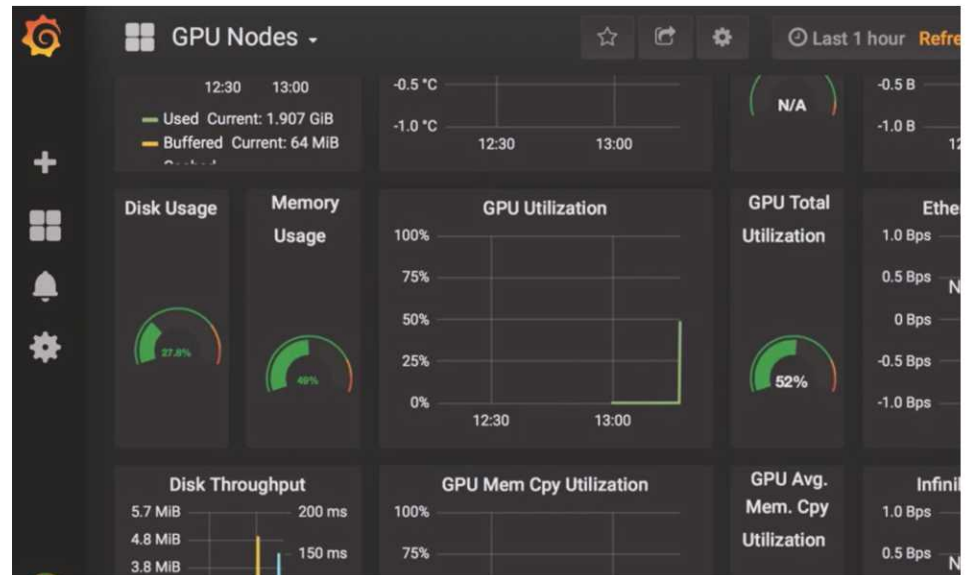 GPU Nodes
Last 1 hour Refre
12:30 13:00
Used Current: 1.907 GiB
Buffered Current: 64 MiB
-0.5 °C
-1.0 °C
12:30 13:00
N/A
-0.5 B
-1.0 B
12
Disk Usage
27.8%
Memory
Usage
49%
GPU Utilization
100%
75%
50%
25%
0%
12:30 13:00
GPU Total
Utilization
52%
Ethe
1.0 Bps
0.5 Bps
N
0 Bps
-0.5 Bps
-1.0 Bps
Disk Throughput
5.7 MiB 200 ms
4.8 MiB
150 ms
3.8 MiB
GPU Mem Cpy Utilization
100%
75%
GPU Avg.
Mem. Cpy
Utilization
Infini
1.0 Bps
0.5 Bps
N